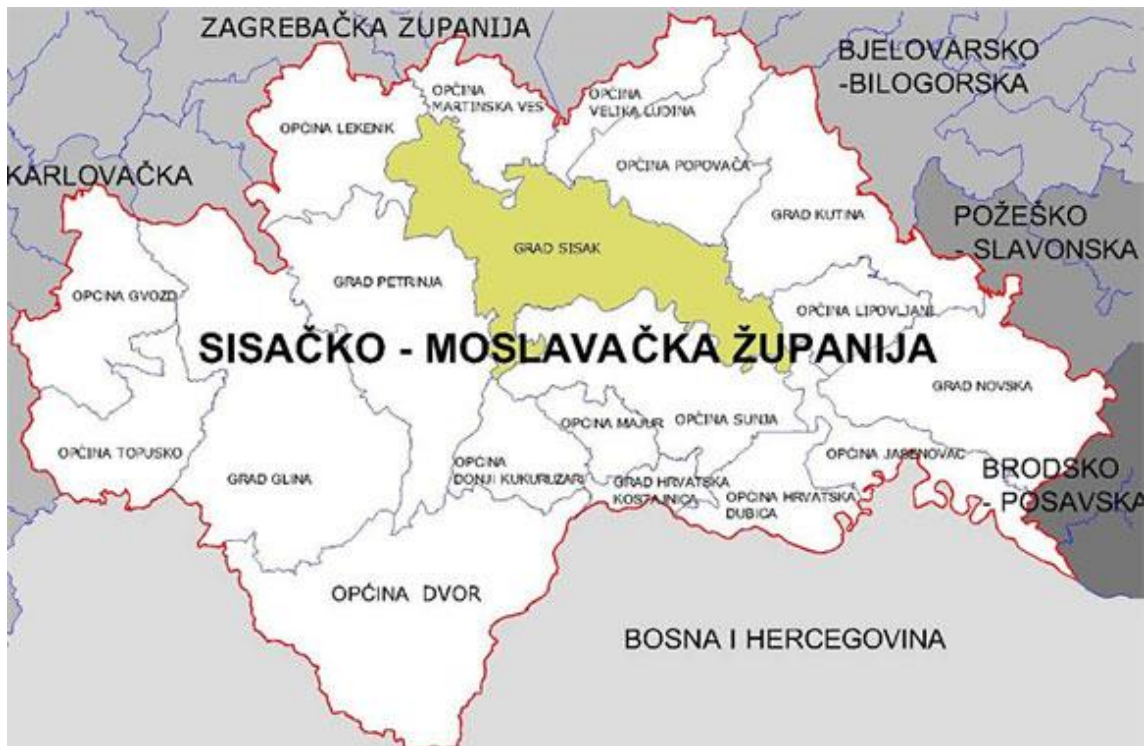 ZAGREBAČKA ŽUPANIJA
BJELOVARSKO
-BILOGORSKA
OPĆINA
MARTINSKA VES
OPĆINA
VELIKA LUDINA
OPĆINA LEKENIK
OPĆINA POPOVAČA
KARLOVAČKA
GRAD KUTINA
POŽEŠKO
- SLAVONSKA
GRAD SISAK
GRAD PETRINJA
OPĆINA GVOZD
OPĆINA LIPOVLJANI
SISAČKO - MOSLAVAČKA ŽUPANIJA
GRAD NOVSKA
OPĆINA MAJUR
OPĆINA SUNJA
OPĆINA TOPUSKO
OPĆINA JASENOVAC
OPĆINA
DONJI KUKURUZARI
BRODSKO
- POSAVSKA
GRAD GLINA
GRAD HRVATSKA
KOSTAJNICA
OPĆINA HRVATSKA
DUBICA
OPĆINA DVOR
BOSNA I HERCEGOVINA